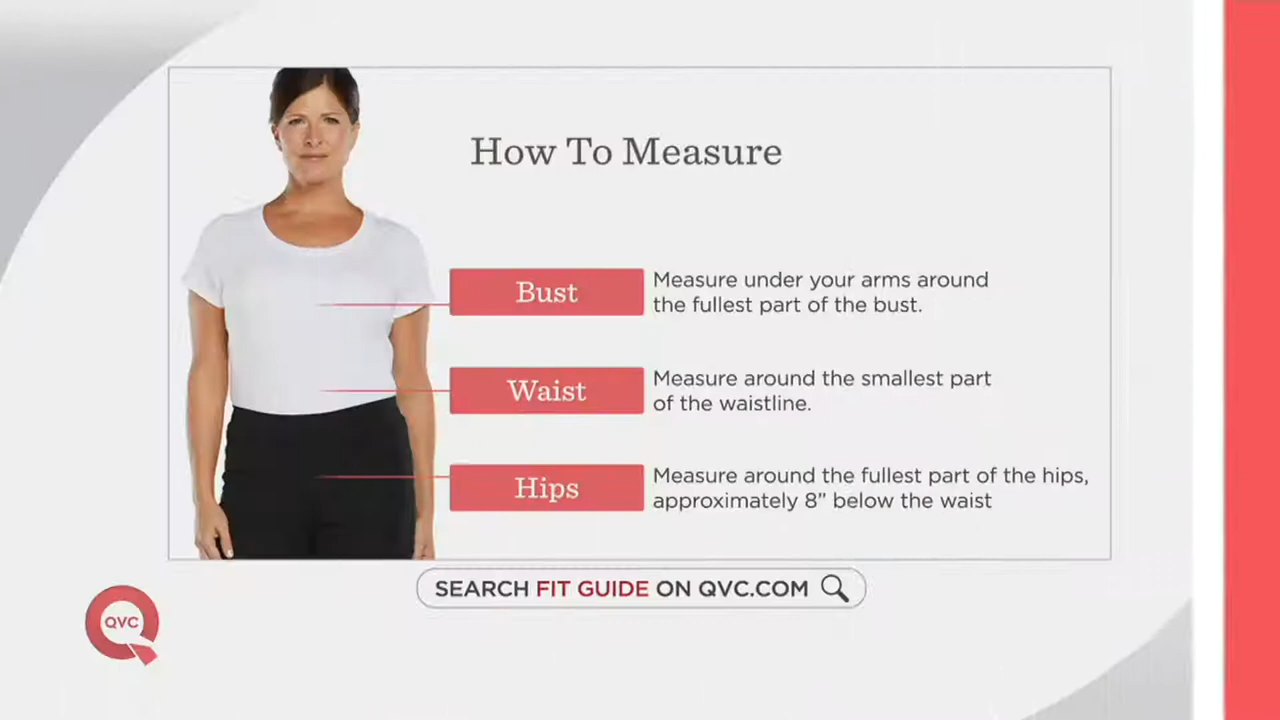 How To Measure
Bust
Measure under your arms around
the fullest part of the bust.
Waist
Measure around the smallest part
of the waistline.
Hips
Measure around the fullest part of the hips,
approximately 8” below the waist
SEARCH FIT GUIDE ON QVC.COM
QVC